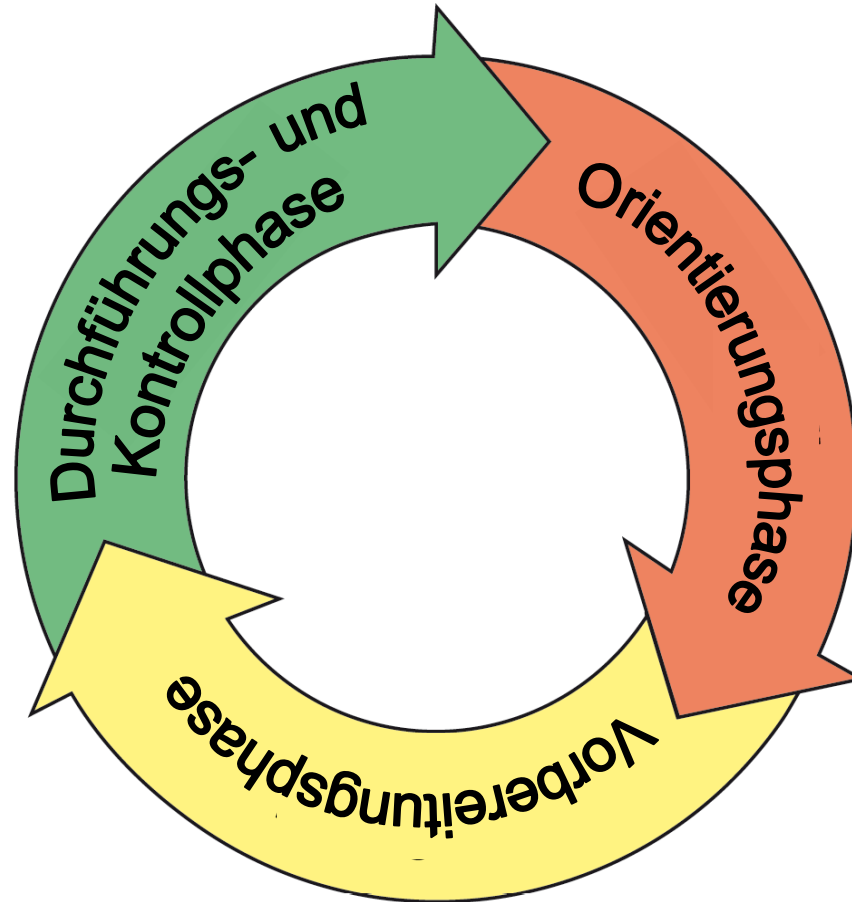 Durchführungs- und
Kontrollphase
Orientierungsphase
Vorbereitungsphase